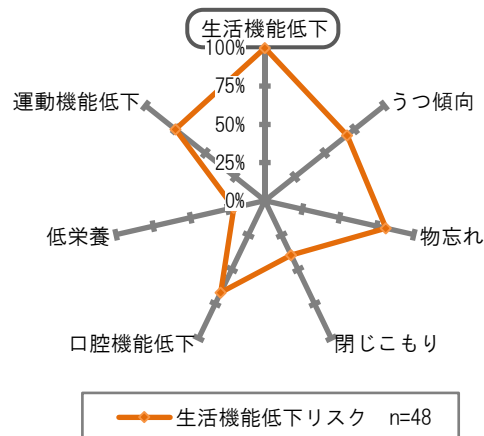 生活機能低下
100%
75%
50%
25%
0%
うつ傾向
物忘れ
閉じこもり
口腔機能低下
低栄養
運動機能低下
生活機能低下リスク　n=48